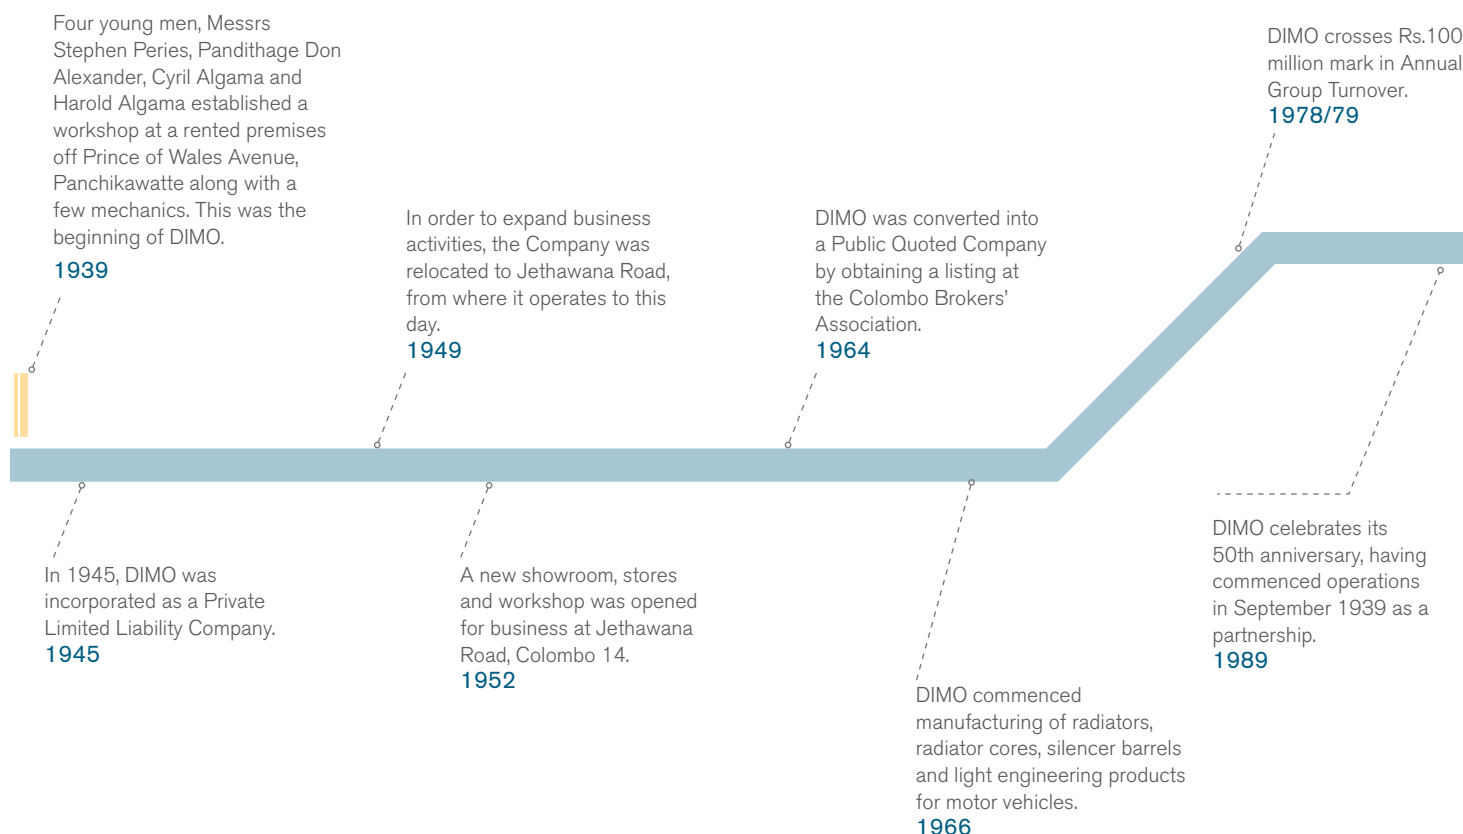 Four young men, Messrs
Stephen Peries, Pandithage Don
Alexander, Cyril Algama and
Harold Algama established a
workshop at a rented premises
off Prince of Wales Avenue,
Panchikawatte along with a
few mechanics. This was the
beginning of DIMO.
1939
In 1945, DIMO was
incorporated as a Private
Limited Liability Company.
1945
In order to expand business
activities, the Company was
relocated to Jethawana Road,
from where it operates to this
day.
1949
A new showroom, stores
and workshop was opened
for business at Jethawana
Road, Colombo 14.
1952
DIMO was converted into
a Public Quoted Company
by obtaining a listing at
the Colombo Brokers’
Association.
1964
DIMO commenced
manufacturing of radiators,
radiator cores, silencer barrels
and light engineering products
for motor vehicles.
1966
DIMO crosses Rs.100
million mark in Annual
Group Turnover.
1978/79
DIMO celebrates its
50th anniversary, having
commenced operations
in September 1939 as a
partnership.
1989